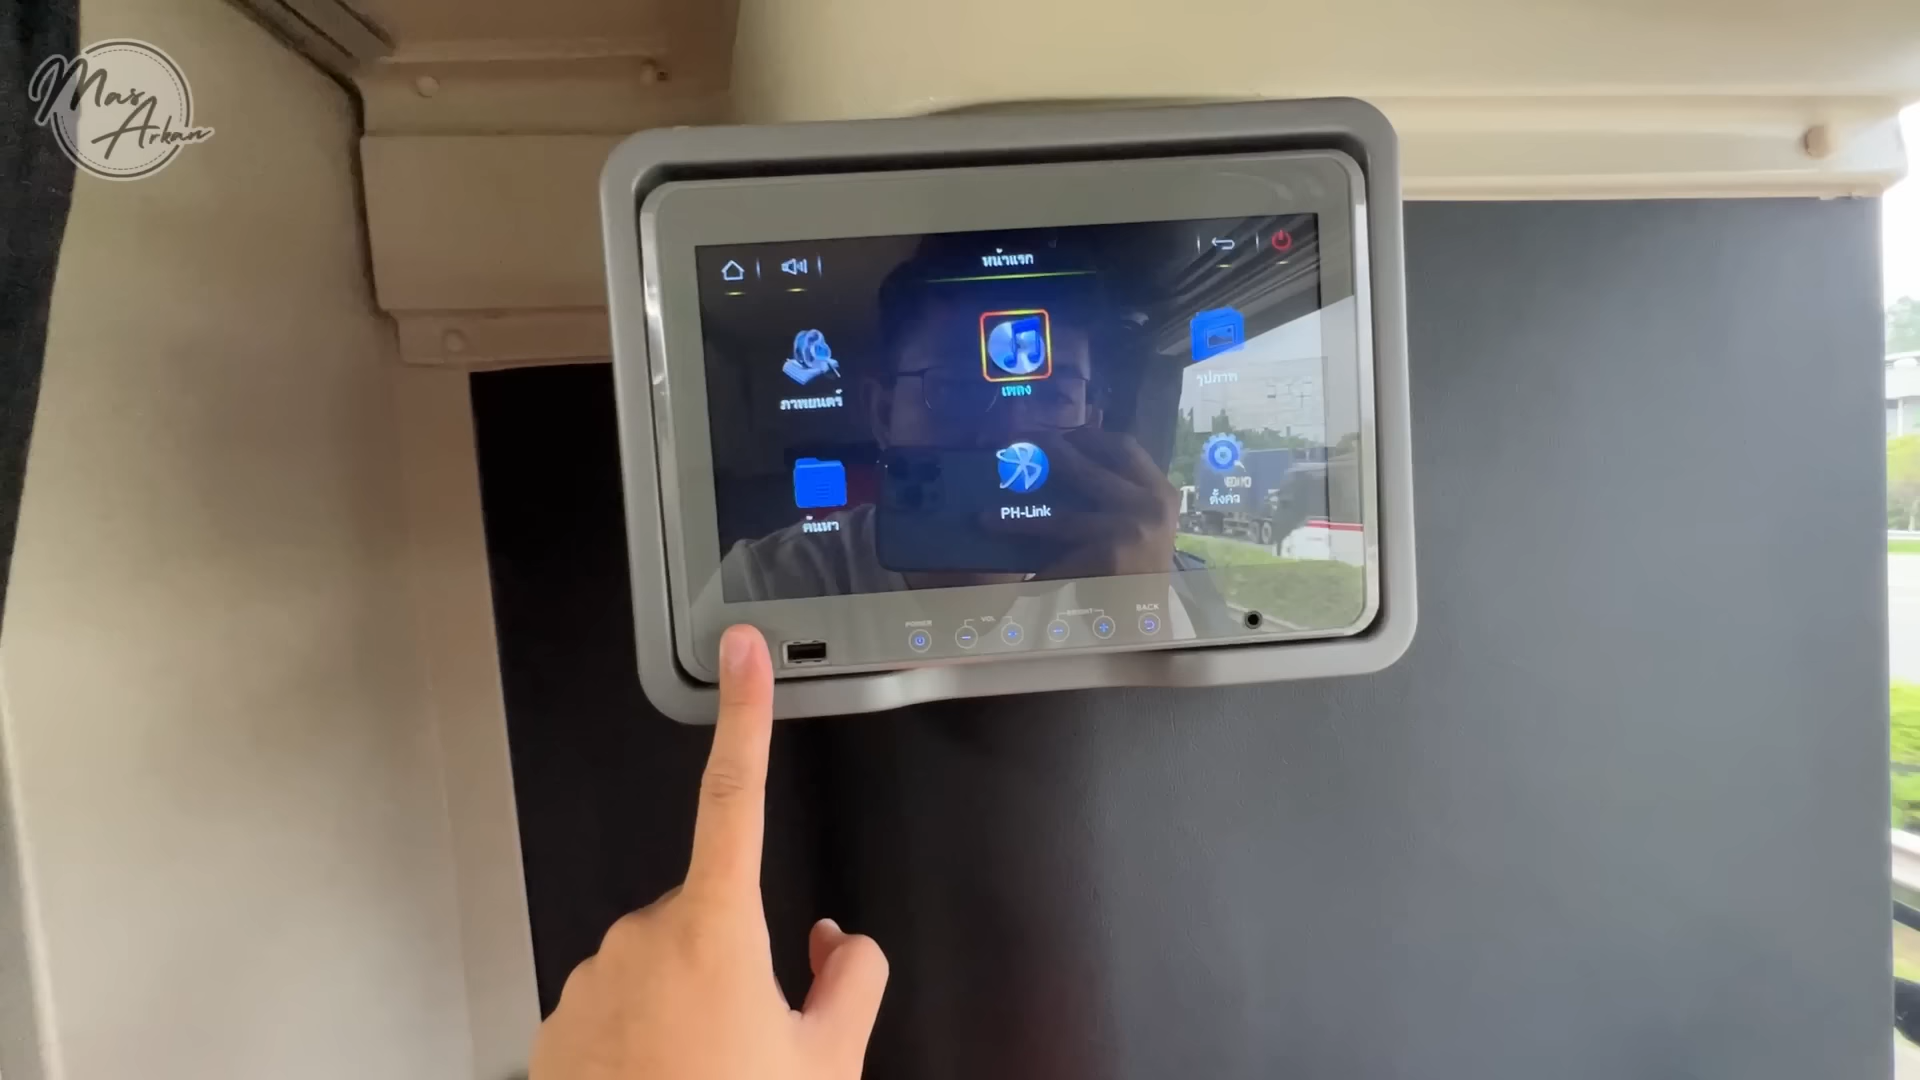 Mas
Arkan
หน้าแรก
ภาพยนตร์
เพลง
รูปภาพ
ค้นหา
PH-Link
ตั้งค่า
POWER
VOL
BRIGHT
BACK